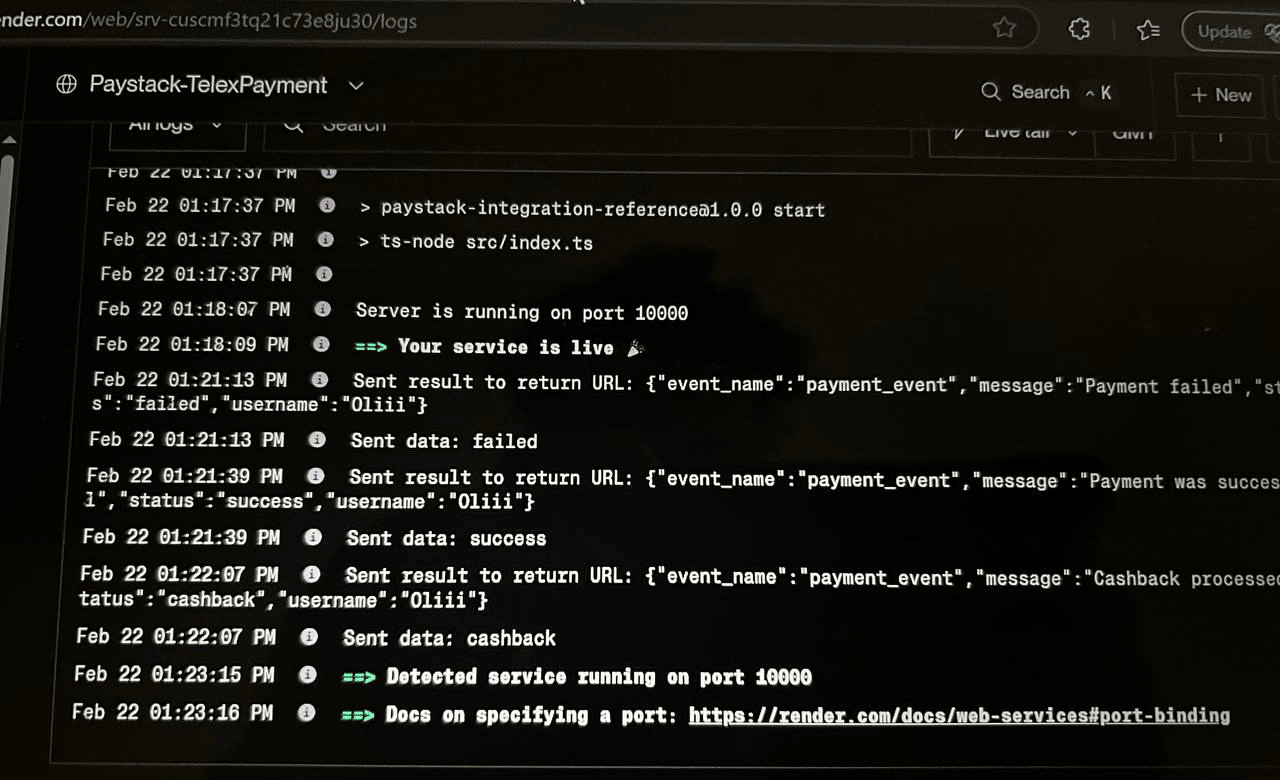 nder.com/web/srv-cuscmf3tq21c73e8ju30/logs
Update
Paystack-TelexPayment
Search ^ K
+ New
All logs
Search
Live tail
GMT
Feb 22 01:17:37 PM
Feb 22 01:17:37 PM > paystack-integration-reference@1.0.0 start
Feb 22 01:17:37 PM > ts-node src/index.ts
Feb 22 01:17:37 PM
Feb 22 01:18:07 PM Server is running on port 10000
Feb 22 01:18:09 PM ==> Your service is live 🎉
Feb 22 01:21:13 PM Sent result to return URL: {"event_name":"payment_event","message":"Payment failed","st
s":"failed","username":"Oliii"}
Feb 22 01:21:13 PM Sent data: failed
Feb 22 01:21:39 PM Sent result to return URL: {"event_name":"payment_event","message":"Payment was succes
l","status":"success","username":"Oliii"}
Feb 22 01:21:39 PM Sent data: success
Feb 22 01:22:07 PM Sent result to return URL: {"event_name":"payment_event","message":"Cashback processed
tatus":"cashback","username":"Oliii"}
Feb 22 01:22:07 PM Sent data: cashback
Feb 22 01:23:15 PM ==> Detected service running on port 10000
Feb 22 01:23:16 PM ==> Docs on specifying a port: https://render.com/docs/web-services#port-binding